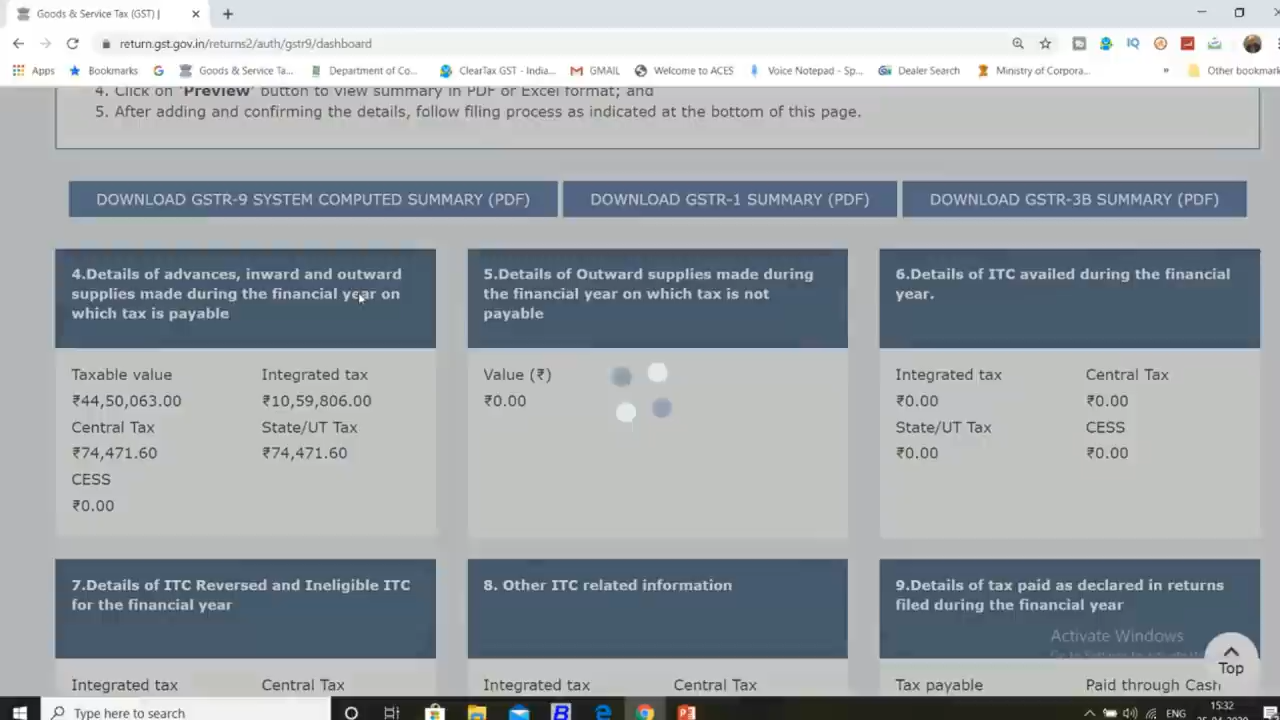 Goods & Service Tax (GST) |
return.gst.gov.in/returns2/auth/gstr9/dashboard
Apps Bookmarks Goods & Service Ta... Department of Co... ClearTax GST - India... GMAIL Welcome to ACES Voice Notepad - Sp... Dealer Search Ministry of Corpora... » Other bookmark
4. Click on 'Preview' button to view summary in PDF or Excel format; and
5. After adding and confirming the details, follow filing process as indicated at the bottom of this page.
DOWNLOAD GSTR-9 SYSTEM COMPUTED SUMMARY (PDF) DOWNLOAD GSTR-1 SUMMARY (PDF) DOWNLOAD GSTR-3B SUMMARY (PDF)
4.Details of advances, inward and outward
supplies made during the financial year on
which tax is payable
Taxable value Integrated tax
₹44,50,063.00 ₹10,59,806.00
Central Tax State/UT Tax
₹74,471.60 ₹74,471.60
CESS
₹0.00
5.Details of Outward supplies made during
the financial year on which tax is not
payable
Value (₹)
₹0.00
6.Details of ITC availed during the financial
year.
Integrated tax Central Tax
₹0.00 ₹0.00
State/UT Tax CESS
₹0.00 ₹0.00
7.Details of ITC Reversed and Ineligible ITC
for the financial year
Integrated tax Central Tax
8. Other ITC related information
Integrated tax Central Tax
9.Details of tax paid as declared in returns
filed during the financial year
Tax payable Paid through Cash
Activate Windows
Top
Type here to search
ENG
15:32